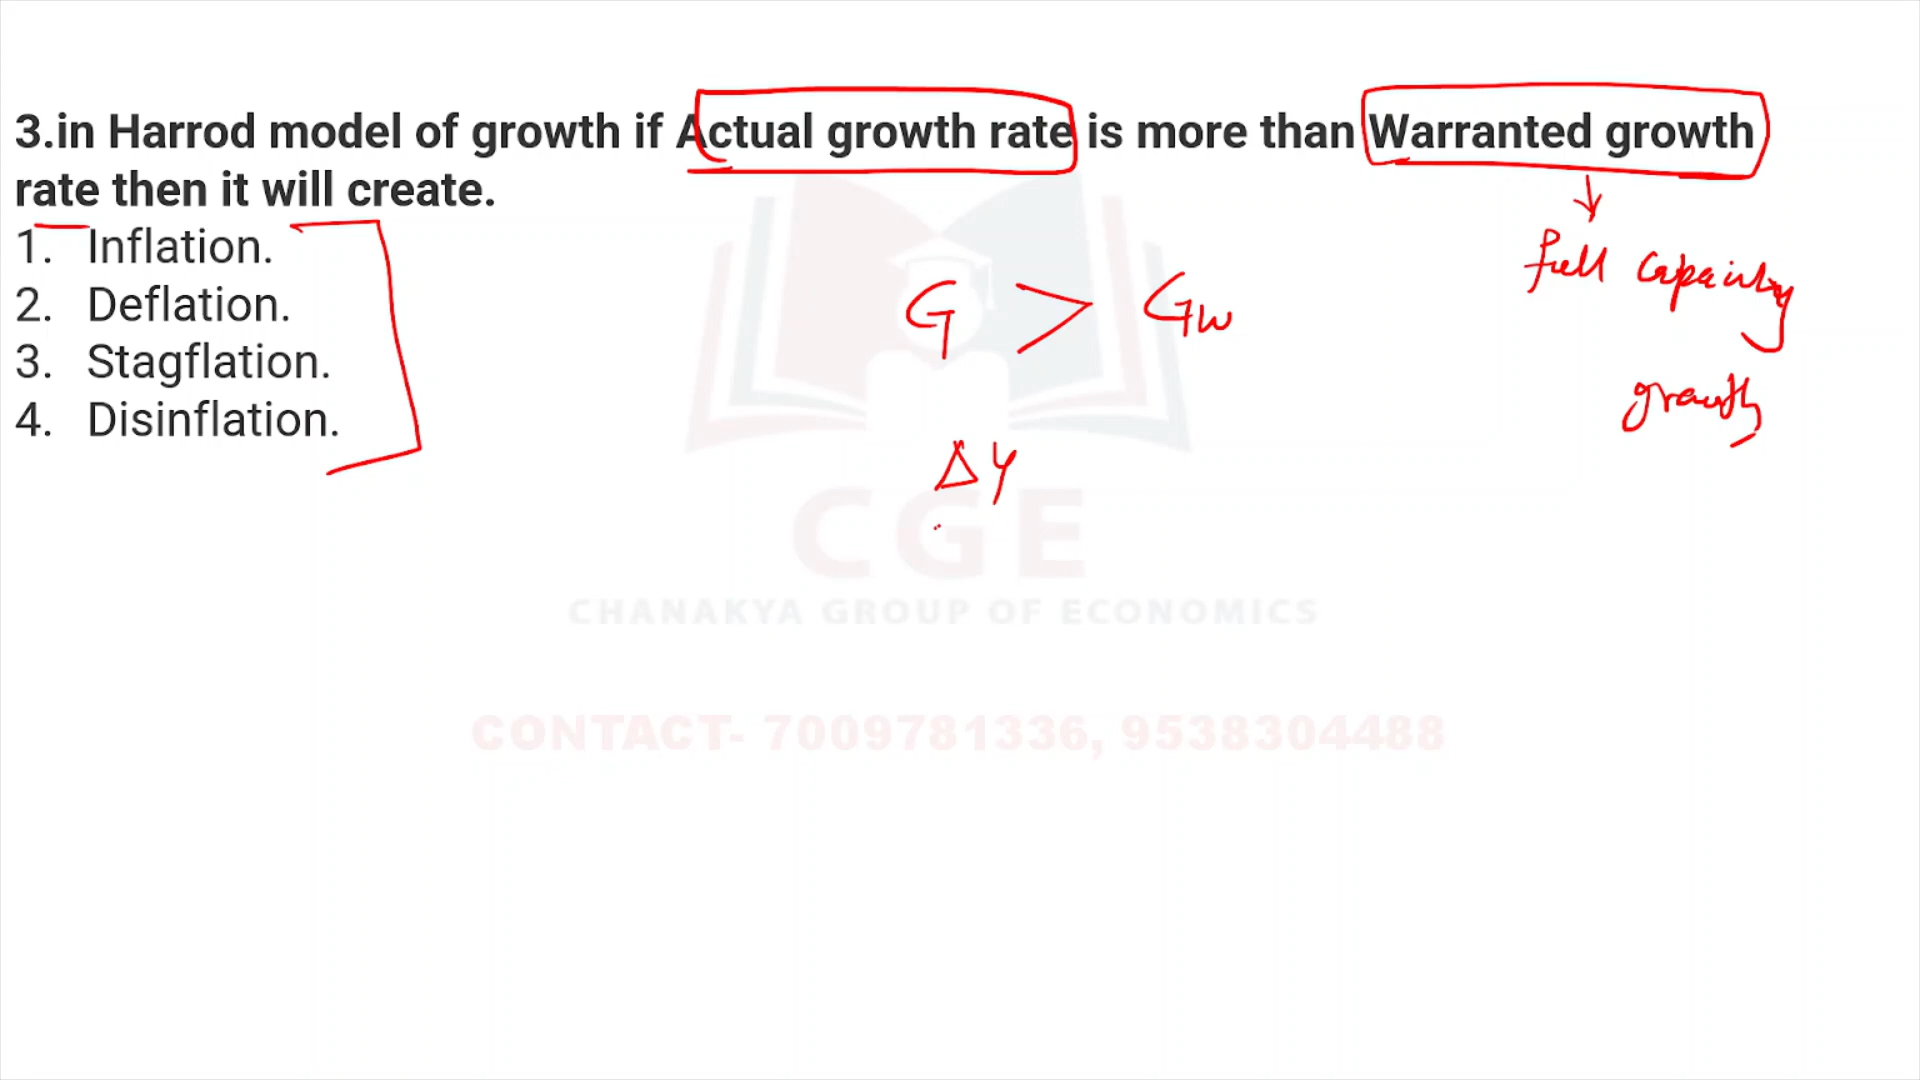 3.in Harrod model of growth if Actual growth rate is more than Warranted growth
rate then it will create.
1. Inflation.
2. Deflation.
3. Stagflation.
4. Disinflation.
full capacity
growth
G > Gw
ΔY
CGE
CHANAKYA GROUP OF ECONOMICS
CONTACT- 7009781336, 9538304488